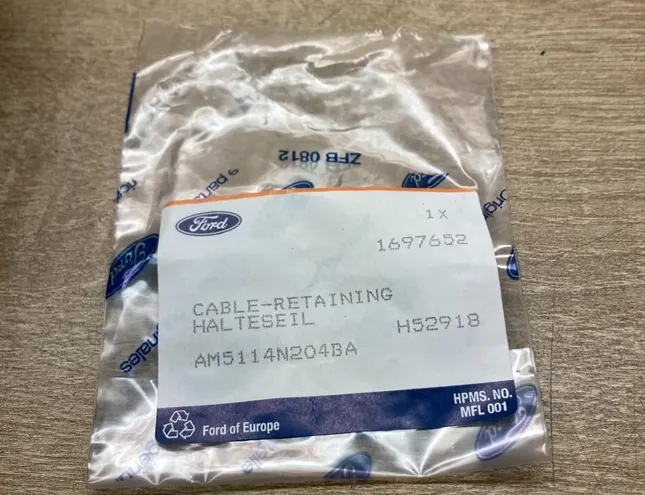 ZFB 0812
Ford
1X
1697652
CABLE-RETAINING
HALTESEIL
H52918
AM5114N204BA
Ford of Europe
HPMS. NO.
MFL 001